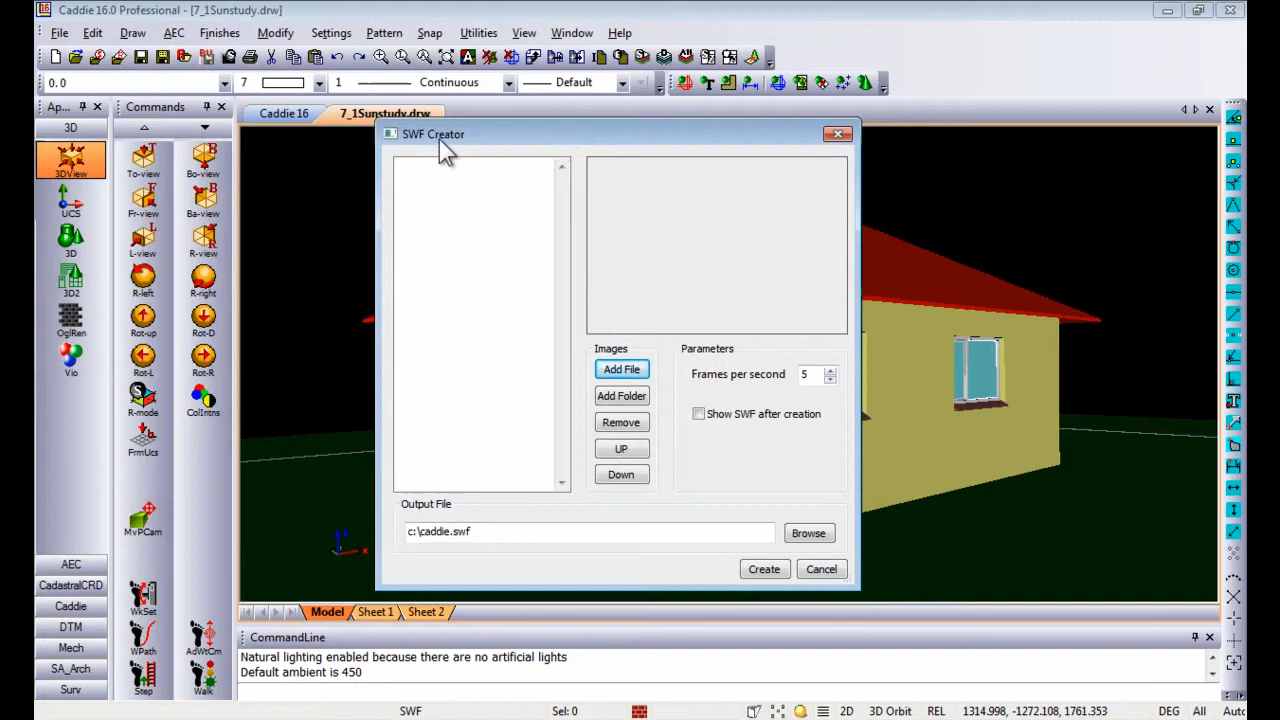 16
Caddie 16.0 Professional - [7_1Sunstudy.drw]
File Edit Draw AEC Finishes Modify Settings Pattern Snap Utilities View Window Help
0.0 7 1 Continuous Default
Ap... Commands
Caddie 16 7_1Sunstudy.drw
3D
3DView To-view Bo-view
UCS Fr-view Ba-view
3D L-view R-view
3D2 R-left R-right
OglRen Rot-up Rot-D
Vio Rot-L Rot-R
R-mode ColIntns
FrmUcs
MvPCam
AEC
CadastralCRD
Caddie
DTM
Mech
SA_Arch
Surv
WkSet
WPath AdWtCm
Step Walk
SWF Creator
Images
Add File
Add Folder
Remove
UP
Down
Parameters
Frames per second 5
Show SWF after creation
Output File
c:\caddie.swf Browse
Create Cancel
z x
Model Sheet 1 Sheet 2
CommandLine
Natural lighting enabled because there are no artificial lights
Default ambient is 450
SWF Sel: 0 2D 3D Orbit REL 1314.998, -1272.108, 1761.353 DEG All Auto